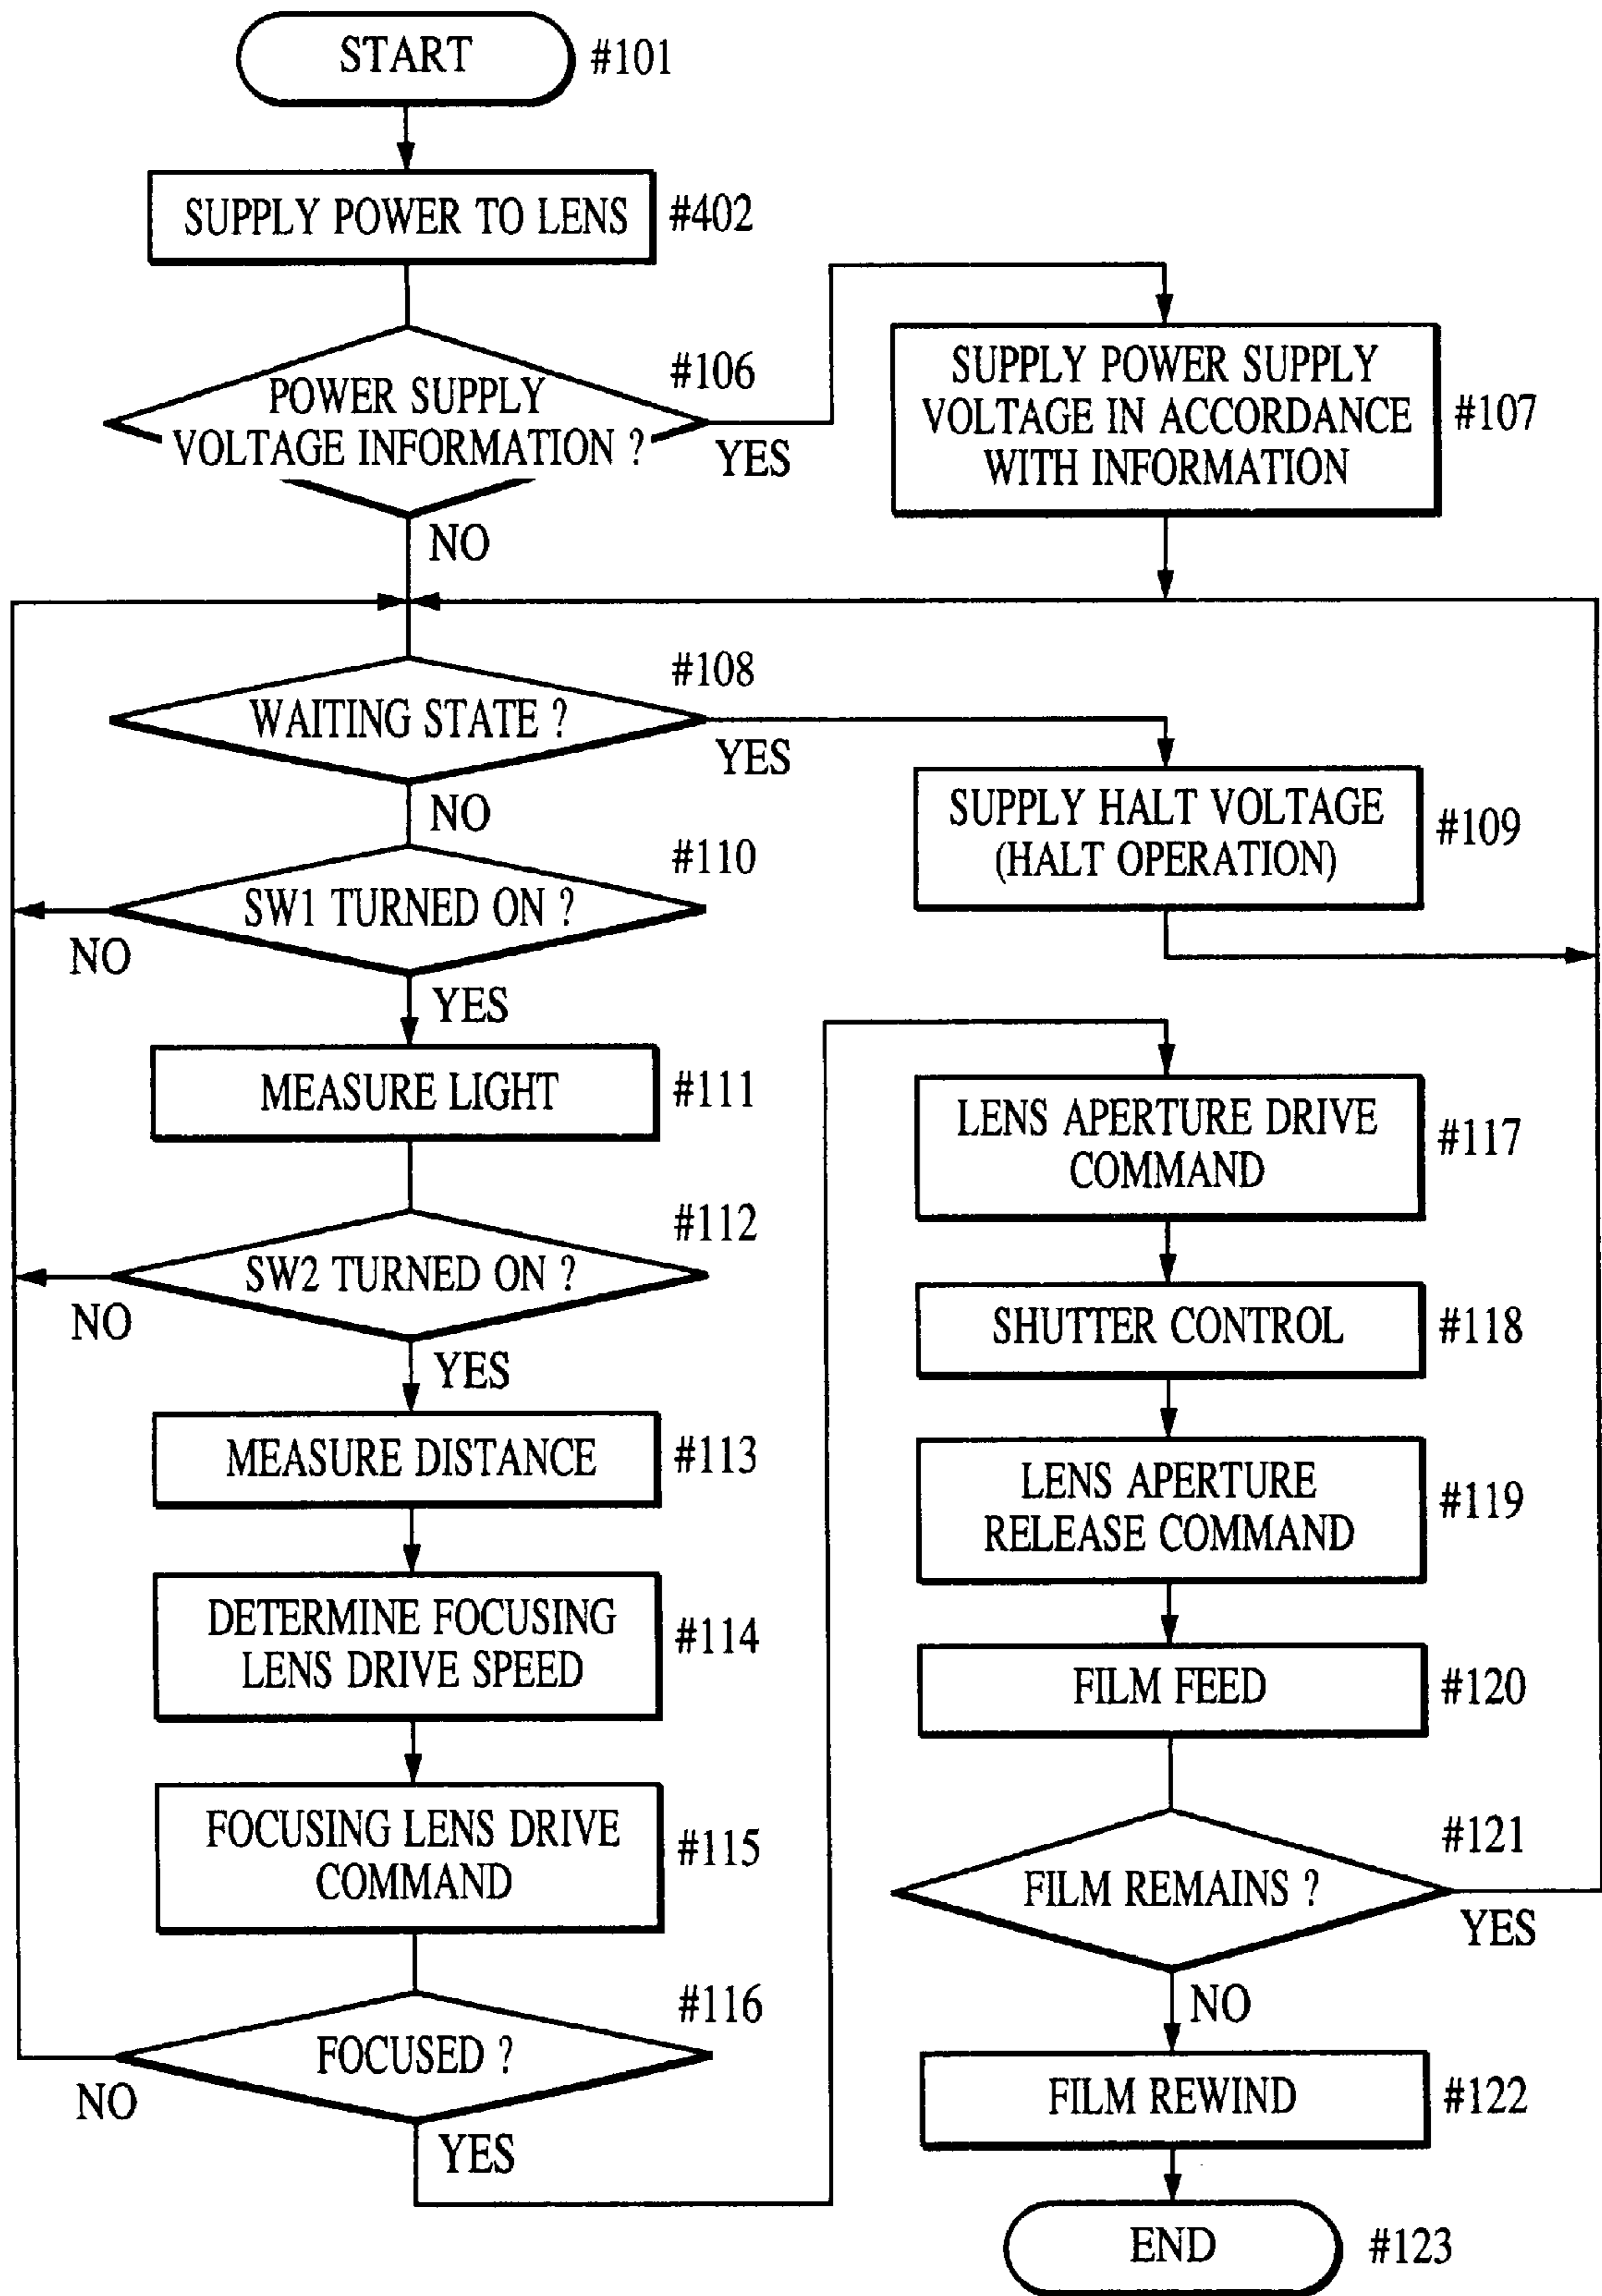 START
#101
SUPPLY POWER TO LENS
#402
POWER SUPPLY
VOLTAGE INFORMATION ?
#106
YES
NO
SUPPLY POWER SUPPLY
VOLTAGE IN ACCORDANCE
WITH INFORMATION
#107
WAITING STATE ?
#108
YES
NO
SUPPLY HALT VOLTAGE
(HALT OPERATION)
#109
SW1 TURNED ON ?
#110
NO
YES
MEASURE LIGHT
#111
SW2 TURNED ON ?
#112
NO
YES
MEASURE DISTANCE
#113
DETERMINE FOCUSING
LENS DRIVE SPEED
#114
FOCUSING LENS DRIVE
COMMAND
#115
FOCUSED ?
#116
NO
YES
LENS APERTURE DRIVE
COMMAND
#117
SHUTTER CONTROL
#118
LENS APERTURE
RELEASE COMMAND
#119
FILM FEED
#120
FILM REMAINS ?
#121
YES
NO
FILM REWIND
#122
END
#123